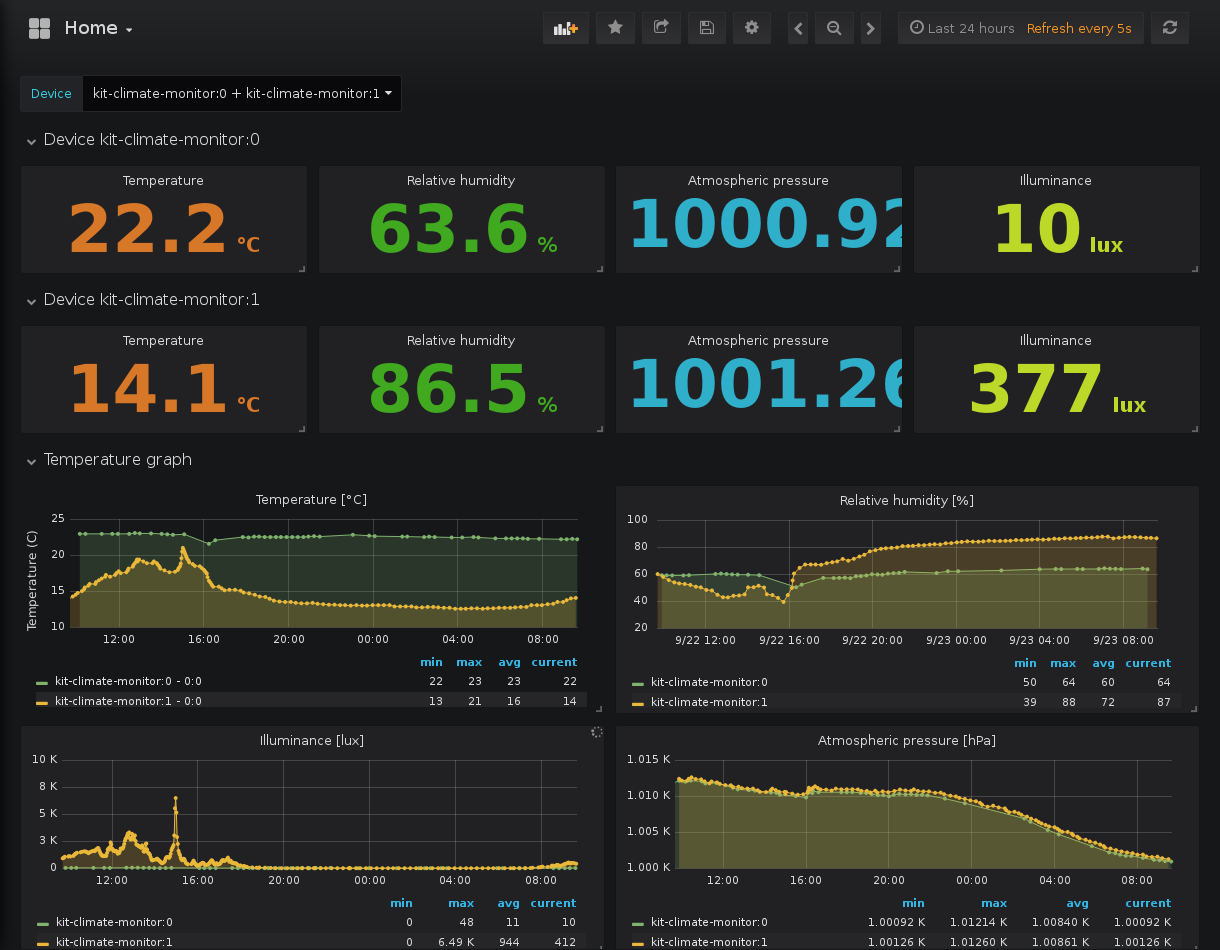 Home
Last 24 hours Refresh every 5s
Device kit-climate-monitor:0 + kit-climate-monitor:1
Device kit-climate-monitor:0
Temperature Relative humidity Atmospheric pressure Illuminance
22.2 °C 63.6 % 1000.92 10 lux
Device kit-climate-monitor:1
Temperature Relative humidity Atmospheric pressure Illuminance
14.1 °C 86.5 % 1001.26 377 lux
Temperature graph
Temperature [°C]
Temperature (C)
25
20
15
10
12:00 16:00 20:00 00:00 04:00 08:00
min max avg current
kit-climate-monitor:0 - 0:0 22 23 23 22
kit-climate-monitor:1 - 0:0 13 21 16 14
Relative humidity [%]
100
80
60
40
20
9/22 12:00 9/22 16:00 9/22 20:00 9/23 00:00 9/23 04:00 9/23 08:00
min max avg current
kit-climate-monitor:0 50 64 60 64
kit-climate-monitor:1 39 88 72 87
Illuminance [lux]
10 K
8 K
5 K
3 K
0
12:00 16:00 20:00 00:00 04:00 08:00
min max avg current
kit-climate-monitor:0 0 48 11 10
kit-climate-monitor:1 0 6.49 K 944 412
Atmospheric pressure [hPa]
1.015 K
1.010 K
1.005 K
1.000 K
12:00 16:00 20:00 00:00 04:00 08:00
min max avg current
kit-climate-monitor:0 1.00092 K 1.01214 K 1.00840 K 1.00092 K
kit-climate-monitor:1 1.00126 K 1.01260 K 1.00861 K 1.00126 K